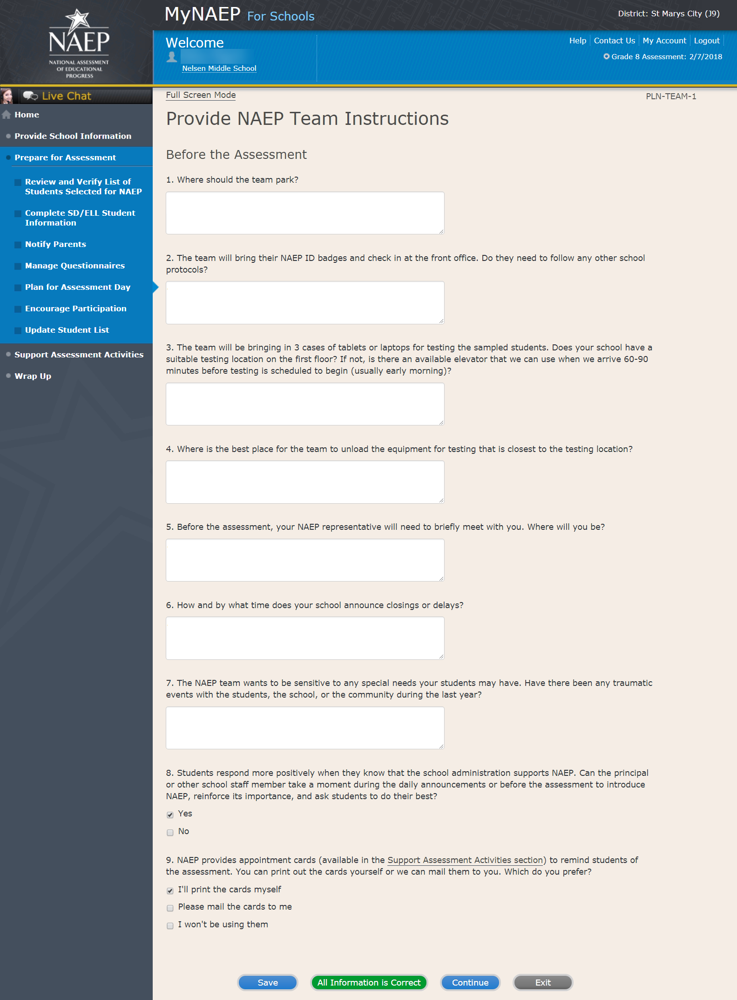 MyNAEP For Schools
District: St Marys City (J9)
NAEP
NATIONAL ASSESSMENT
OF EDUCATIONAL
PROGRESS
Welcome
Nelsen Middle School
Help
Contact Us
My Account
Logout
Grade 8 Assessment: 2/7/2018
Live Chat
Home
Provide School Information
Prepare for Assessment
Review and Verify List of
Students Selected for NAEP
Complete SD/ELL Student
Information
Notify Parents
Manage Questionnaires
Plan for Assessment Day
Encourage Participation
Update Student List
Support Assessment Activities
Wrap Up
Full Screen Mode
PLN-TEAM-1
Provide NAEP Team Instructions
Before the Assessment
1. Where should the team park?
2. The team will bring their NAEP ID badges and check in at the front office. Do they need to follow any other school
protocols?
3. The team will be bringing in 3 cases of tablets or laptops for testing the sampled students. Does your school have a
suitable testing location on the first floor? If not, is there an available elevator that we can use when we arrive 60-90
minutes before testing is scheduled to begin (usually early morning)?
4. Where is the best place for the team to unload the equipment for testing that is closest to the testing location?
5. Before the assessment, your NAEP representative will need to briefly meet with you. Where will you be?
6. How and by what time does your school announce closings or delays?
7. The NAEP team wants to be sensitive to any special needs your students may have. Have there been any traumatic
events with the students, the school, or the community during the last year?
8. Students respond more positively when they know that the school administration supports NAEP. Can the principal
or other school staff member take a moment during the daily announcements or before the assessment to introduce
NAEP, reinforce its importance, and ask students to do their best?
Yes
No
9. NAEP provides appointment cards (available in the Support Assessment Activities section) to remind students of
the assessment. You can print out the cards yourself or we can mail them to you. Which do you prefer?
I'll print the cards myself
Please mail the cards to me
I won't be using them
Save
All Information is Correct
Continue
Exit